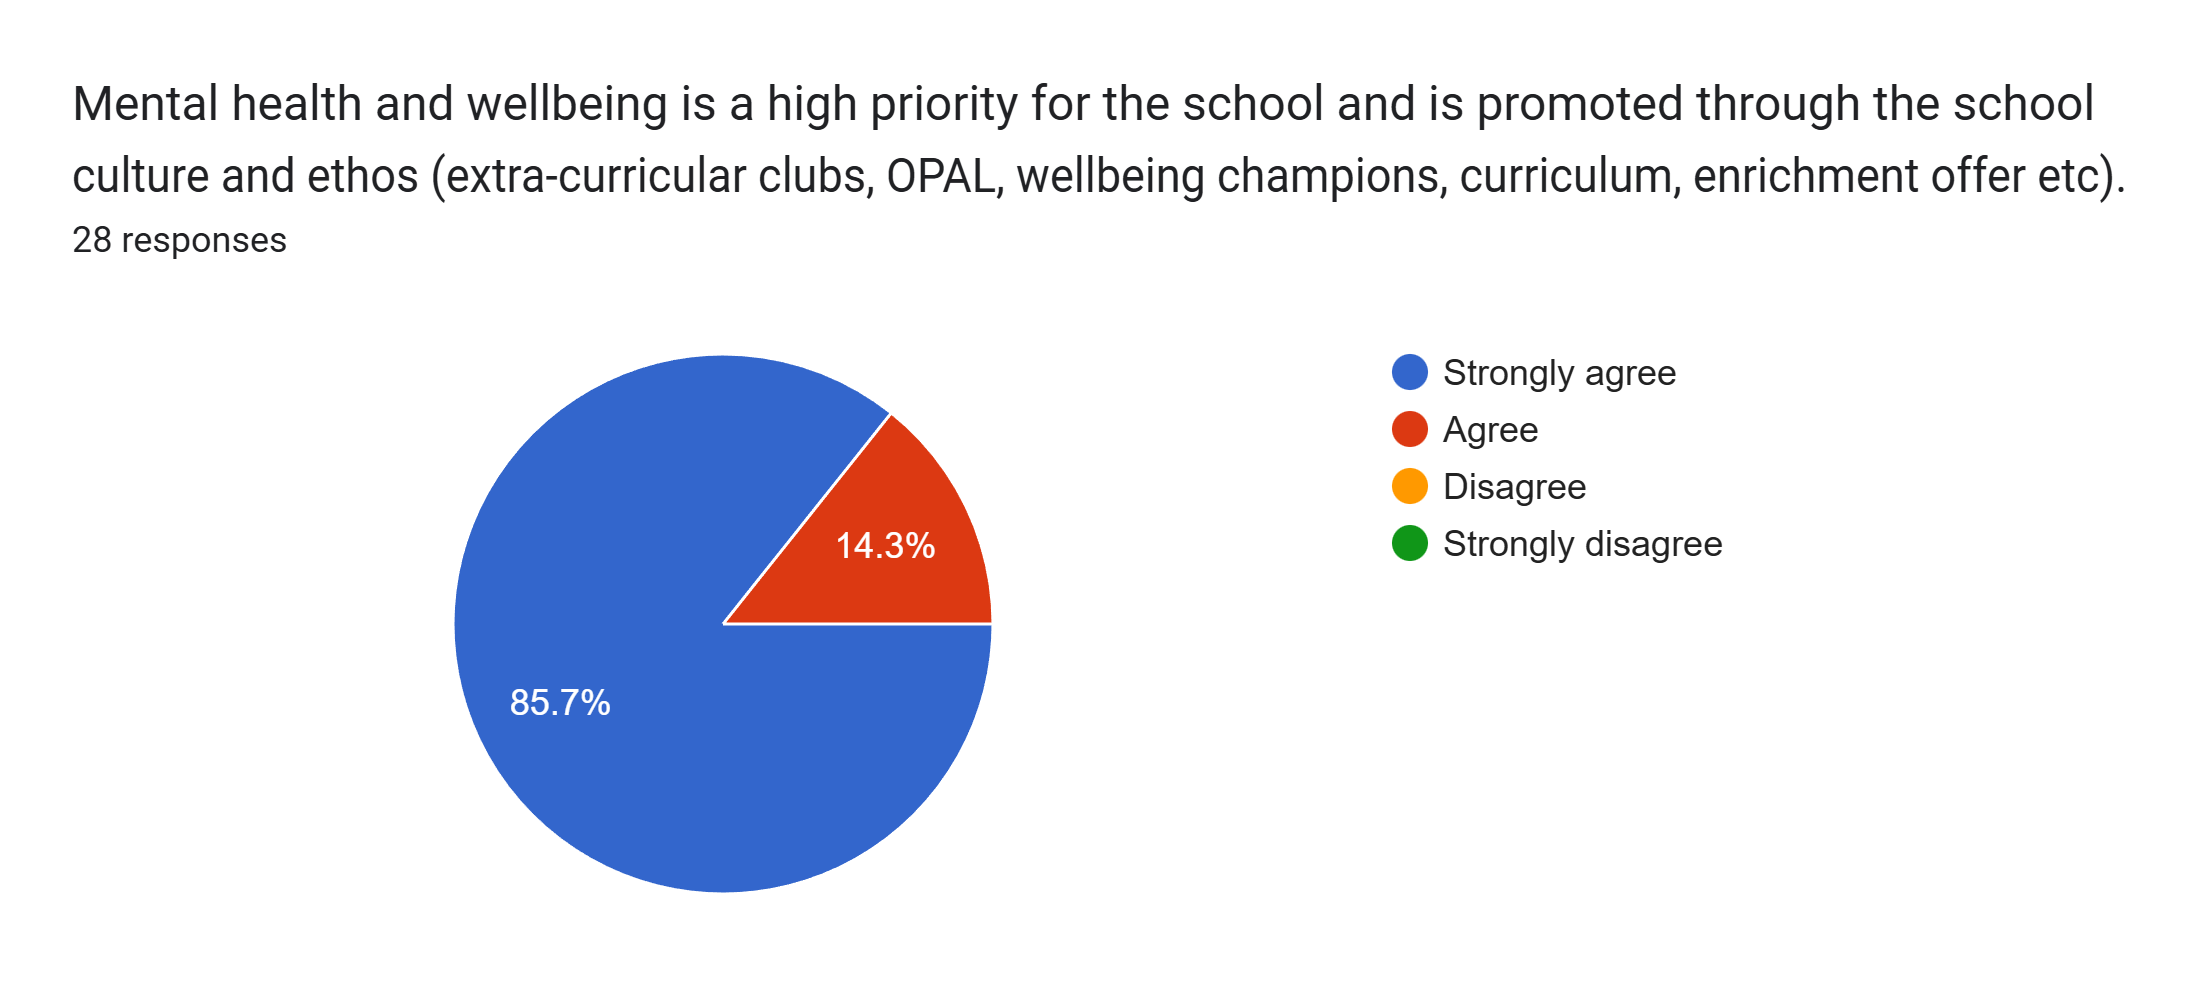 Mental health and wellbeing is a high priority for the school and is promoted through the school
culture and ethos (extra-curricular clubs, OPAL, wellbeing champions, curriculum, enrichment offer etc).
28 responses
Strongly agree
Agree
Disagree
Strongly disagree
14.3%
85.7%